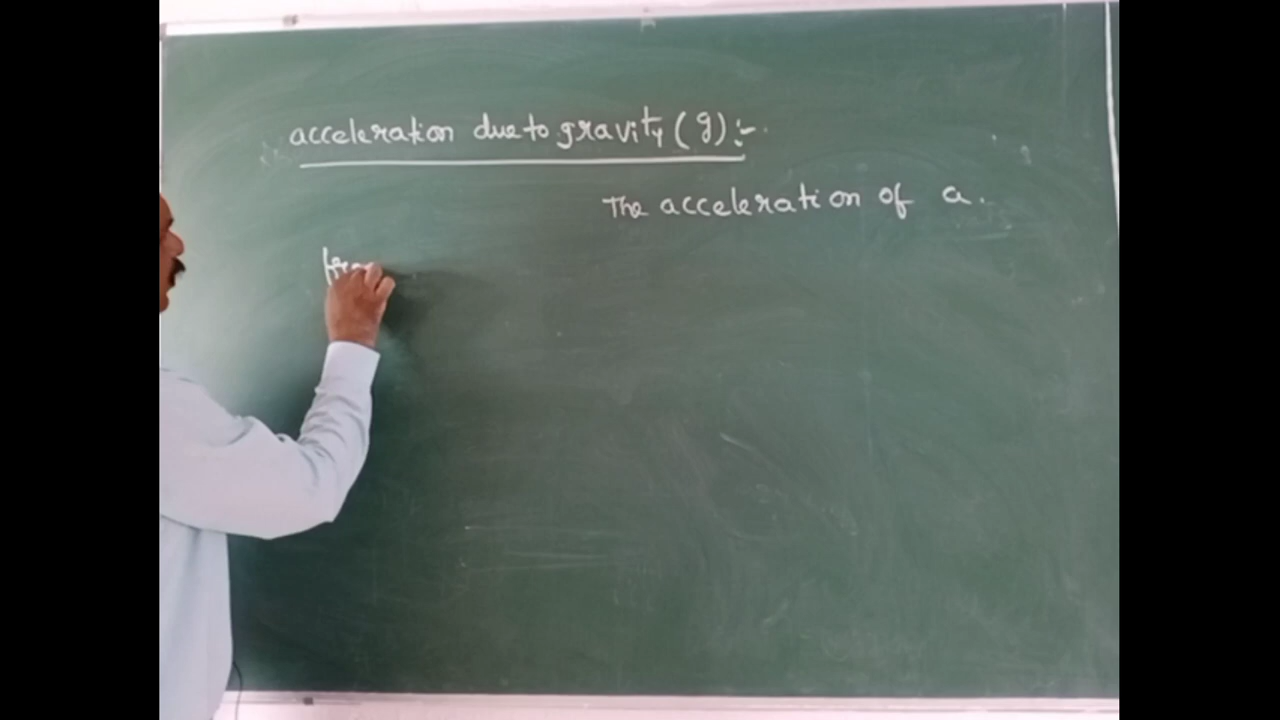 acceleration due to gravity (g):-
The acceleration of a